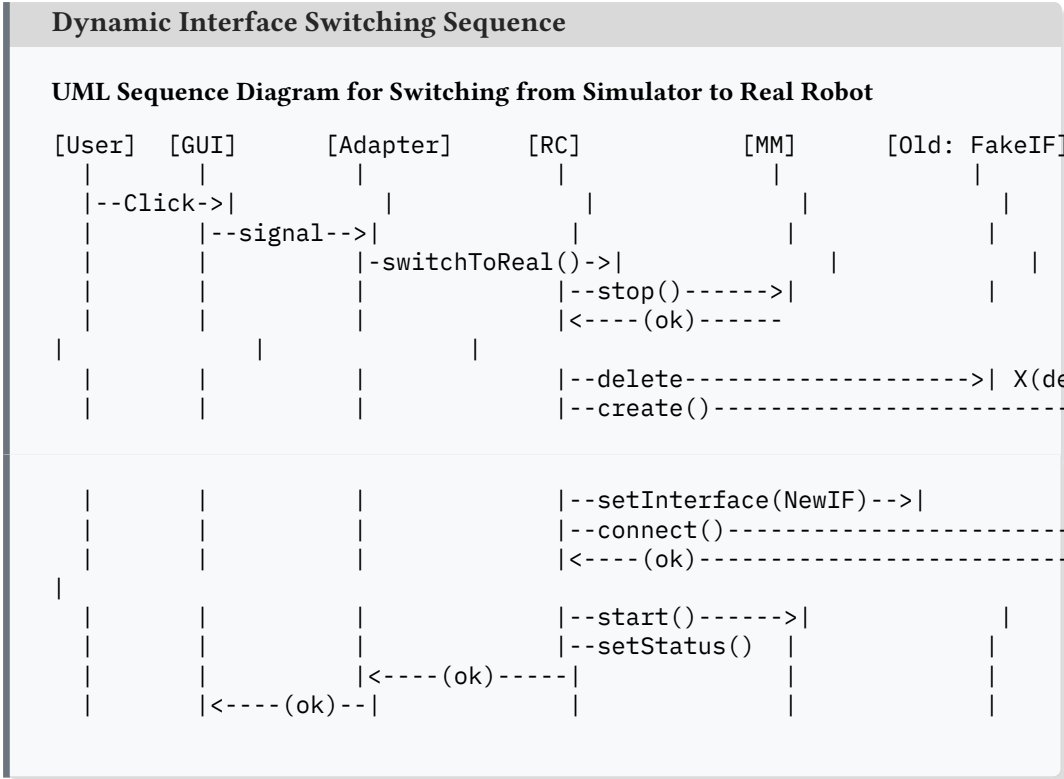 Dynamic Interface Switching Sequence
UML Sequence Diagram for Switching from Simulator to Real Robot
[User]  [GUI]      [Adapter]     [RC]           [MM]      [Old: FakeIF]
  |       |          |             |              |             |
  |--Click->|          |             |              |             |
  |       |--signal-->|             |              |             |
  |       |          |-switchToReal()->|              |             |
  |       |          |             |--stop()------>|             |
  |       |          |             |<----(ok)------
|             |              |
  |       |          |             |--delete------------------->| X(de
  |       |          |             |--create()------------------------
  |       |          |             |--setInterface(NewIF)-->|
  |       |          |             |--connect()-----------------------
  |       |          |             |<----(ok)-------------------------
|
  |       |          |             |--start()------>|             |
  |       |          |             |--setStatus()  |             |
  |       |          |<----(ok)-----|              |             |
  |       |<----(ok)--|             |              |             |